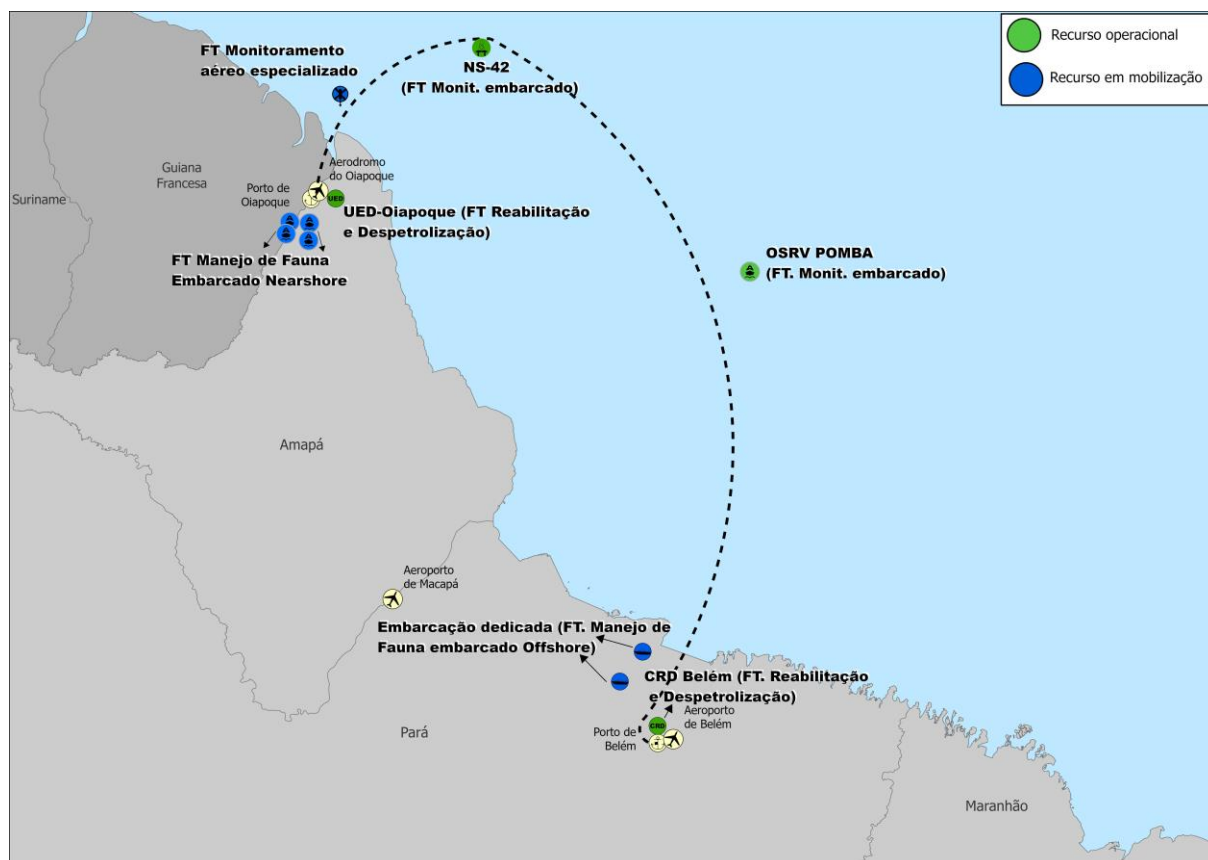 Recurso operacional
Recurso em mobilização
FT Monitoramento
aéreo especializado
NS-42
(FT Monit. embarcado)
Aerodromo
do Oiapoque
Guiana
Francesa
Suriname
Porto de
Oiapoque
UED
UED-Oiapoque (FT Reabilitação
e Despetrolização)
FT Manejo de Fauna
Embarcado Nearshore
OSRV POMBA
(FT. Monit. embarcado)
Amapá
Aeroporto
de Macapá
Embarcação dedicada (FT. Manejo de
Fauna embarcado Offshore)
CRD Belém (FT. Reabilitação
e Despetrolização)
Aeroporto
de Belém
CRD
Porto de
Belém
Pará
Maranhão